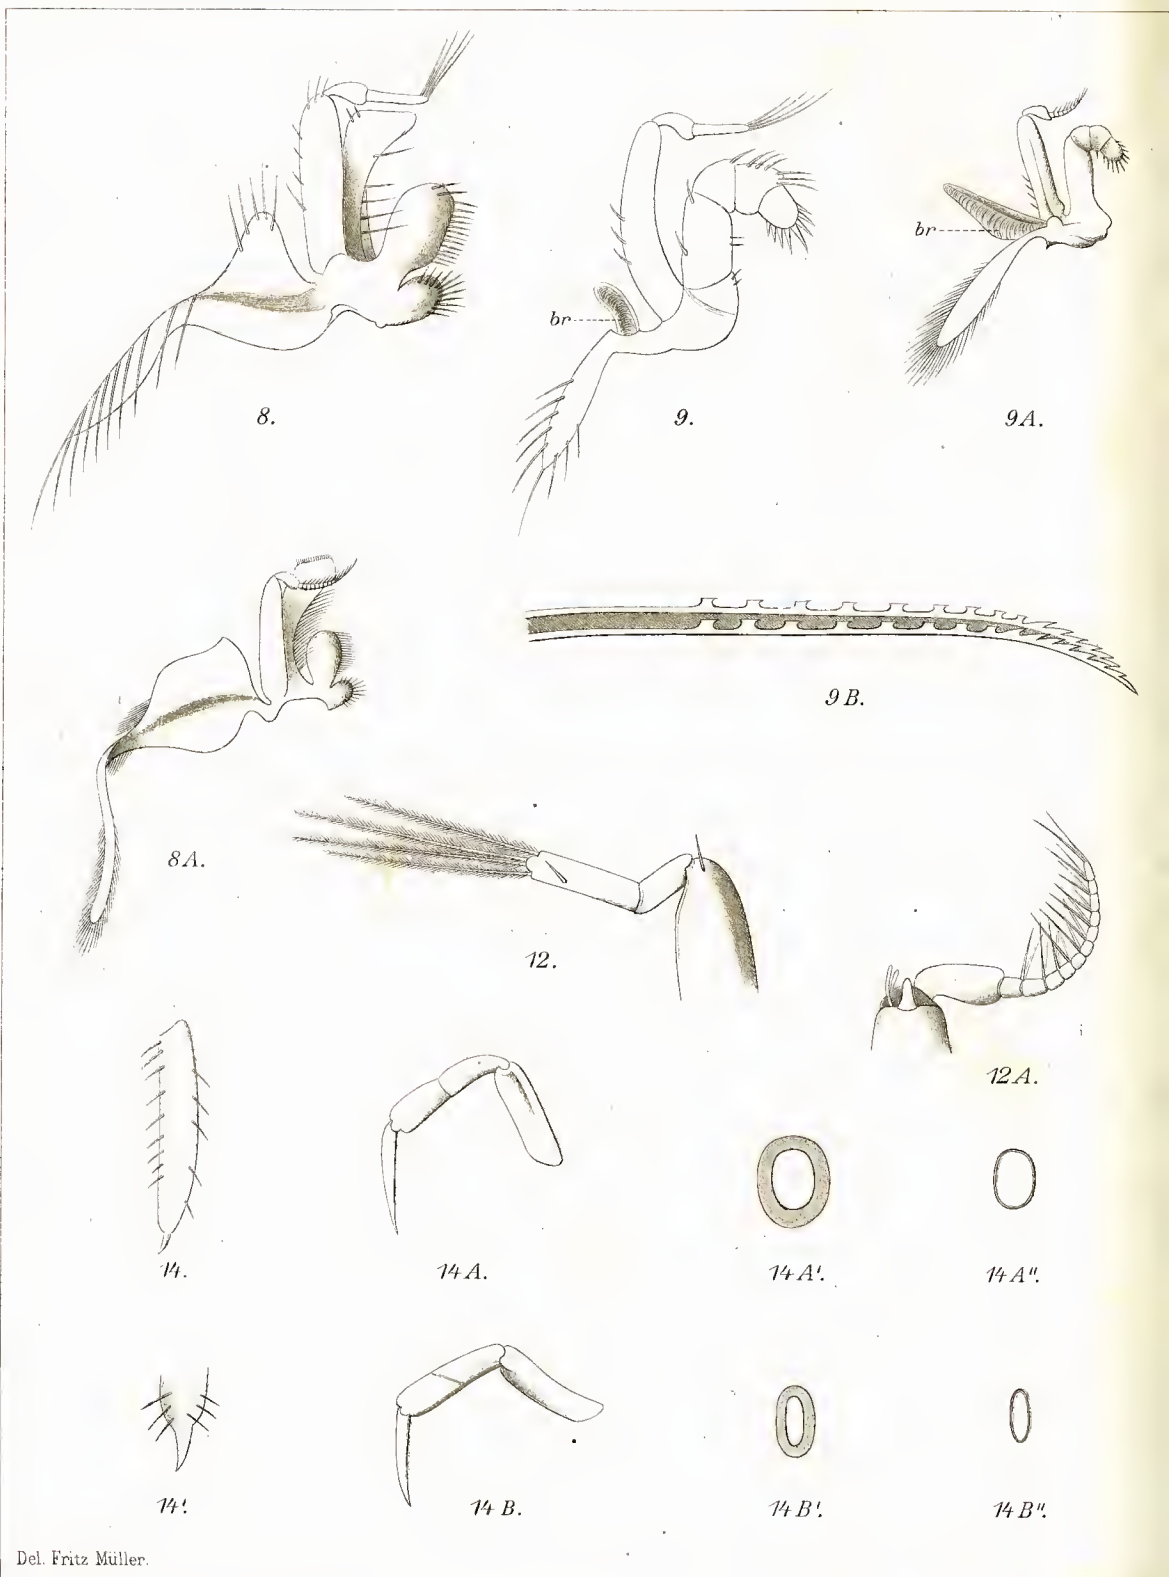 br
br
8.
9.
9A.
9B.
8A.
12.
12A.
14.
14A.
14A'.
14A".
14'.
14B.
14B'.
14B".
Del. Fritz Müller.